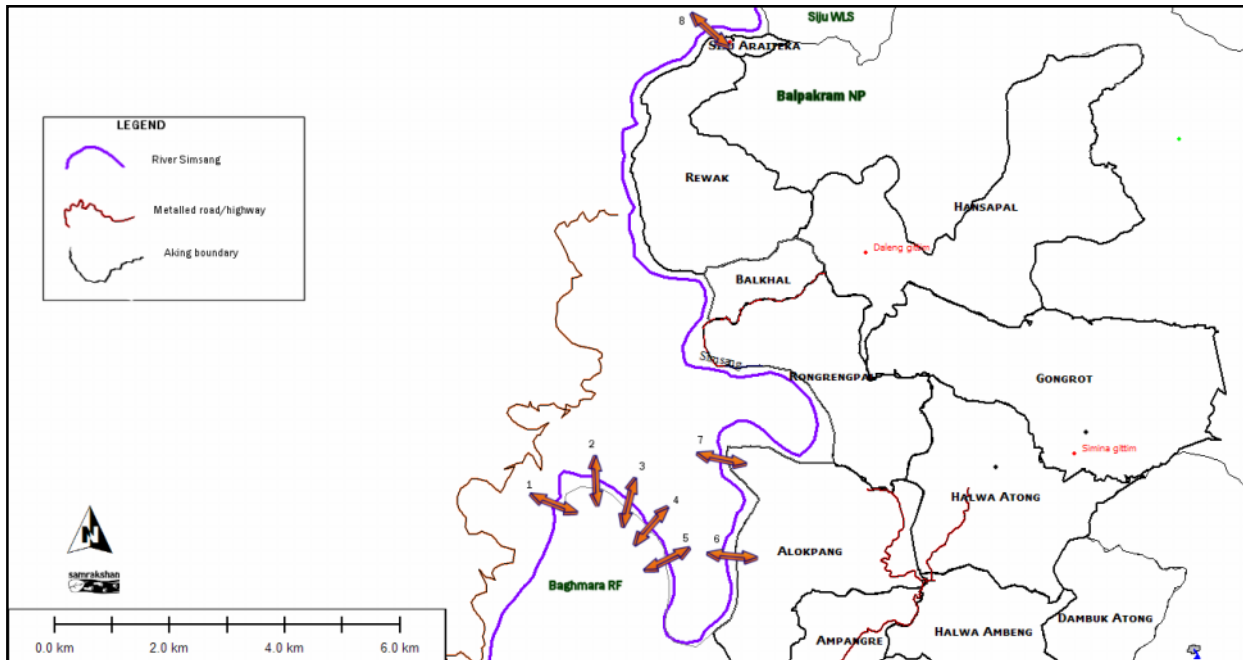 8
Siju WLS
SIJU ARAITEKA
Balpakram NP
LEGEND
River Simsang
Metalled road/highway
Aking boundary
REWAK
HANSAPAL
Daleng gittim
BALKHAL
Simsang
RONGRENGPAL
GONGROT
Simina gittim
1
2
3
4
5
6
7
HALWA ATONG
ALOKPANG
Baghmara RF
N
samrakshan
DAMBUK ATONG
AMPANGRE
HALWA AMBENG
0.0 km
2.0 km
4.0 km
6.0 km